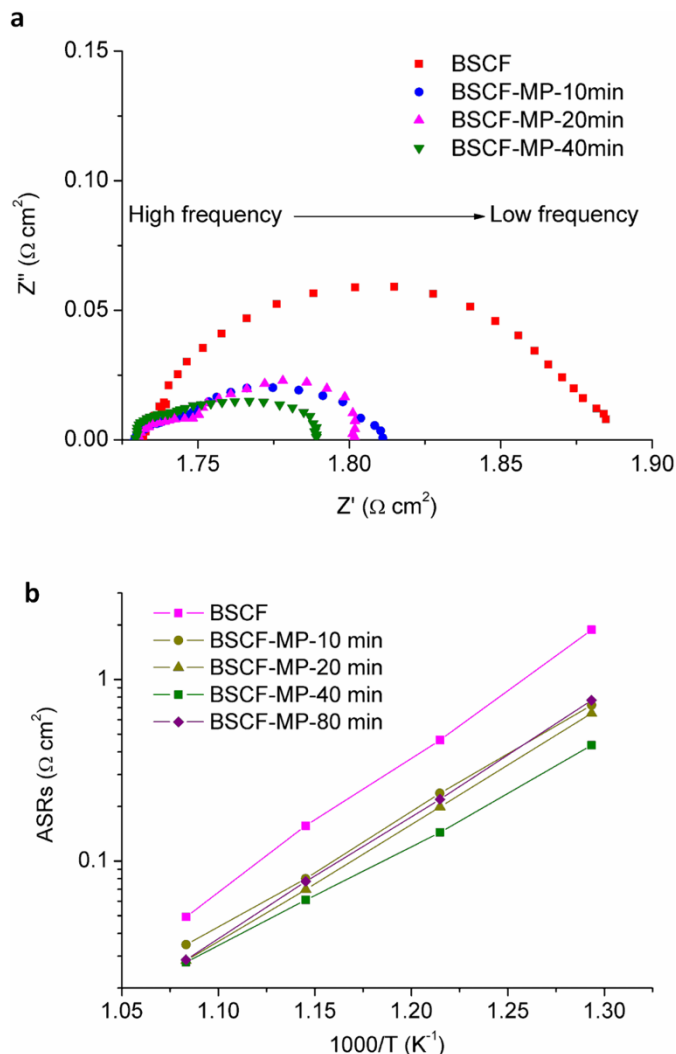 a
0.15
BSCF
BSCF-MP-10min
BSCF-MP-20min
BSCF-MP-40min
0.10
Z'' (Ω cm²)
High frequency Low frequency
0.05
0.00
1.75 1.80 1.85 1.90
Z' (Ω cm²)
b
BSCF
BSCF-MP-10 min
BSCF-MP-20 min
BSCF-MP-40 min
BSCF-MP-80 min
1
ASRs (Ω cm²)
0.1
1.05 1.10 1.15 1.20 1.25 1.30
1000/T (K⁻¹)